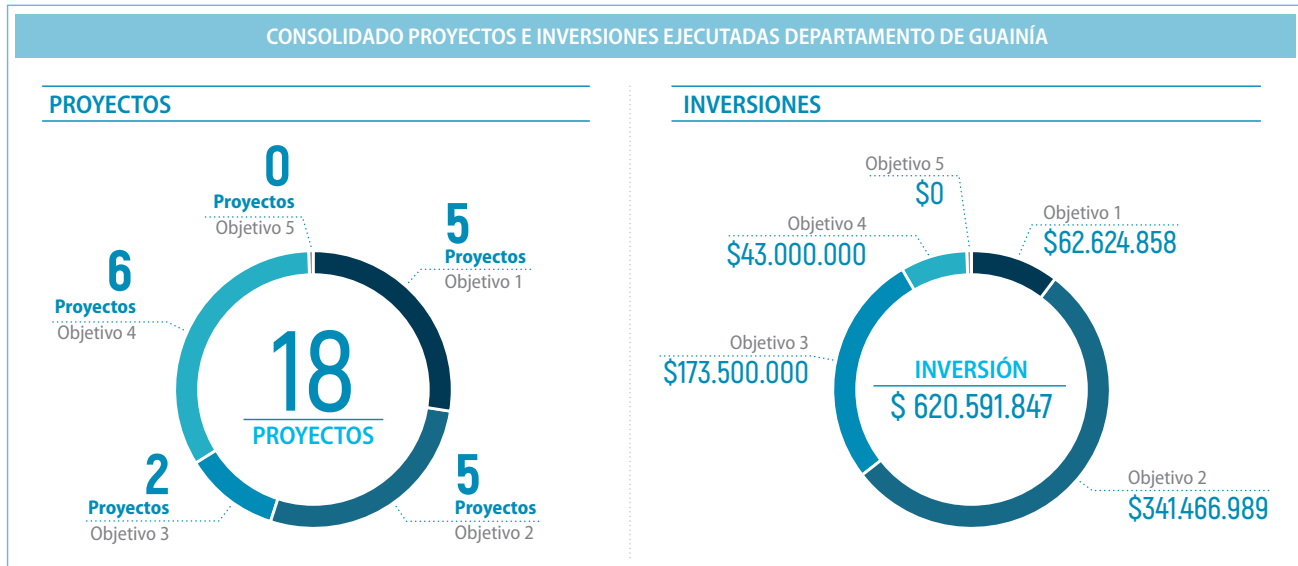 CONSOLIDADO PROYECTOS E INVERSIONES EJECUTADAS DEPARTAMENTO DE GUAINÍA
PROYECTOS
0
Proyectos
Objetivo 5
5
Proyectos
Objetivo 1
6
Proyectos
Objetivo 4
18
PROYECTOS
2
Proyectos
Objetivo 3
5
Proyectos
Objetivo 2
INVERSIONES
Objetivo 5
$0
Objetivo 1
$62.624.858
Objetivo 4
$43.000.000
Objetivo 3
$173.500.000
INVERSIÓN
$ 620.591.847
Objetivo 2
$341.466.989